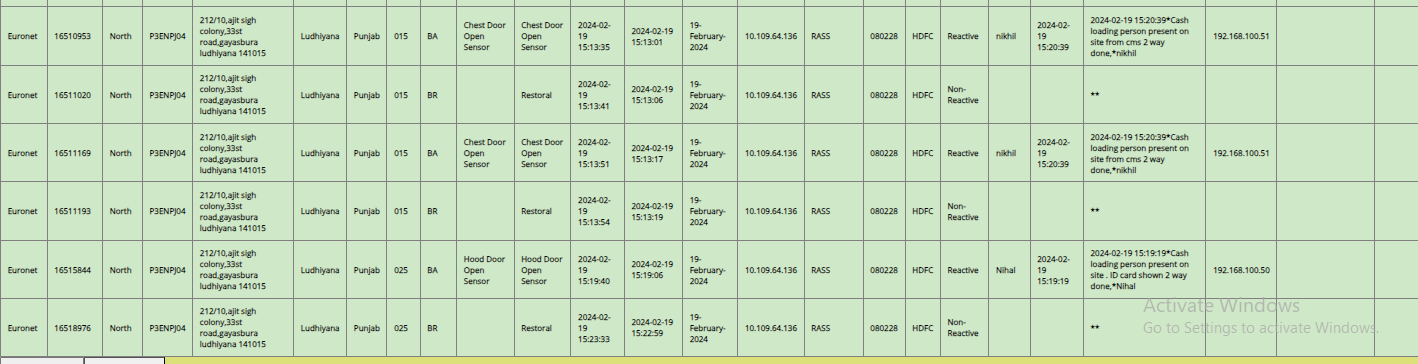 Euronet 16510953 North P3ENPJ04 212/10,ajit sigh colony,33st road,gayasbura ludhiyana 141015 Ludhiyana Punjab 015 BA Chest Door Open Sensor Chest Door Open Sensor 2024-02-19 15:13:35 2024-02-19 15:13:01 19-February-2024 10.109.64.136 RASS 080228 HDFC Reactive nikhil 2024-02-19 15:20:39 2024-02-19 15:20:39*Cash loading person present on site from cms 2 way done,*nikhil 192.168.100.51
Euronet 16511020 North P3ENPJ04 212/10,ajit sigh colony,33st road,gayasbura ludhiyana 141015 Ludhiyana Punjab 015 BR Restoral 2024-02-19 15:13:41 2024-02-19 15:13:06 19-February-2024 10.109.64.136 RASS 080228 HDFC Non-Reactive **
Euronet 16511169 North P3ENPJ04 212/10,ajit sigh colony,33st road,gayasbura ludhiyana 141015 Ludhiyana Punjab 015 BA Chest Door Open Sensor Chest Door Open Sensor 2024-02-19 15:13:51 2024-02-19 15:13:17 19-February-2024 10.109.64.136 RASS 080228 HDFC Reactive nikhil 2024-02-19 15:20:39 2024-02-19 15:20:39*Cash loading person present on site from cms 2 way done,*nikhil 192.168.100.51
Euronet 16511193 North P3ENPJ04 212/10,ajit sigh colony,33st road,gayasbura ludhiyana 141015 Ludhiyana Punjab 015 BR Restoral 2024-02-19 15:13:54 2024-02-19 15:13:19 19-February-2024 10.109.64.136 RASS 080228 HDFC Non-Reactive **
Euronet 16515844 North P3ENPJ04 212/10,ajit sigh colony,33st road,gayasbura ludhiyana 141015 Ludhiyana Punjab 025 BA Hood Door Open Sensor Hood Door Open Sensor 2024-02-19 15:19:40 2024-02-19 15:19:06 19-February-2024 10.109.64.136 RASS 080228 HDFC Reactive Nihal 2024-02-19 15:19:19 2024-02-19 15:19:19*Cash loading person present on site . ID card shown 2 way done,*Nihal 192.168.100.50
Euronet 16518976 North P3ENPJ04 212/10,ajit sigh colony,33st road,gayasbura ludhiyana 141015 Ludhiyana Punjab 025 BR Restoral 2024-02-19 15:23:33 2024-02-19 15:22:59 19-February-2024 10.109.64.136 RASS 080228 HDFC Non-Reactive **
Activate Windows
Go to Settings to activate Windows.